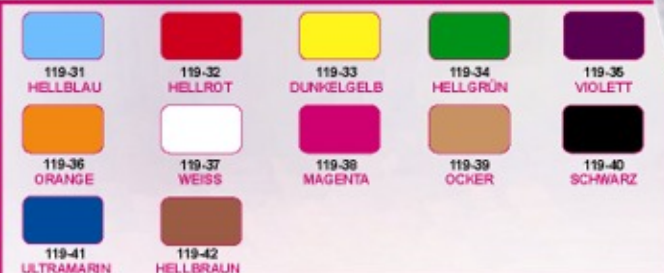 119-31 119-32 119-33 119-34 119-35
HELLBLAU HELLROT DUNKELGELB HELLGRÜN VIOLETT
119-36 119-37 119-38 119-39 119-40
ORANGE WEISS MAGENTA OCKER SCHWARZ
119-41 119-42
ULTRAMARIN HELLBRAUN